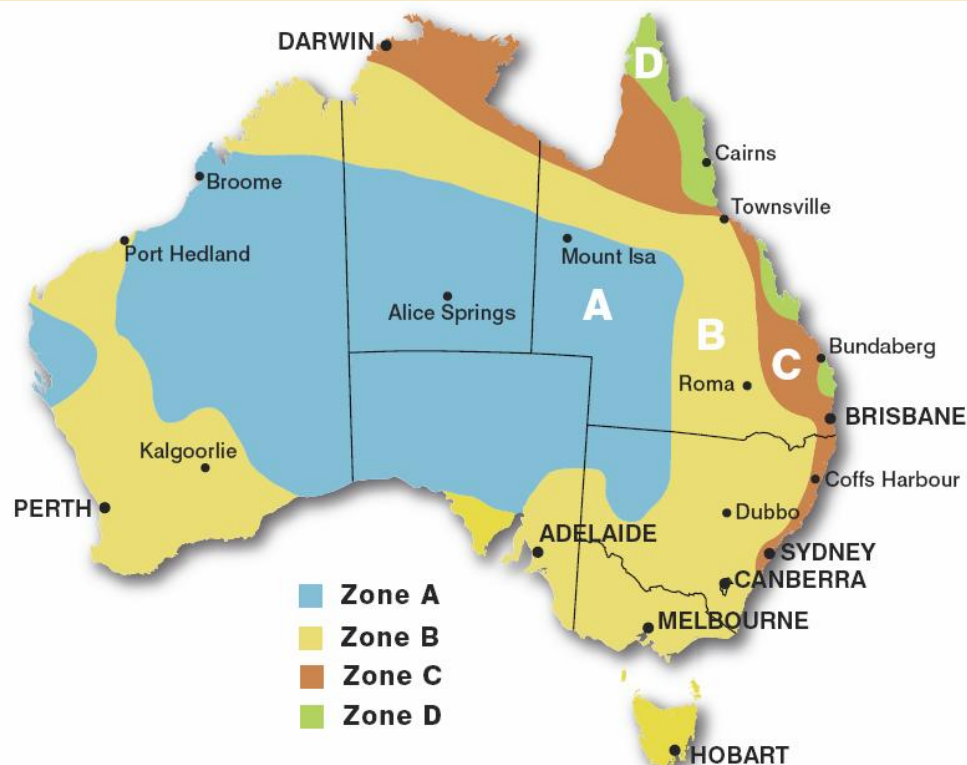 DARWIN
D
Cairns
Broome
Townsville
Port Hedland
Mount Isa
Alice Springs
A
B
Bundaberg
C
Roma
BRISBANE
Kalgoorlie
Coffs Harbour
PERTH
Dubbo
ADELAIDE
SYDNEY
CANBERRA
Zone A
MELBOURNE
Zone B
Zone C
Zone D
HOBART